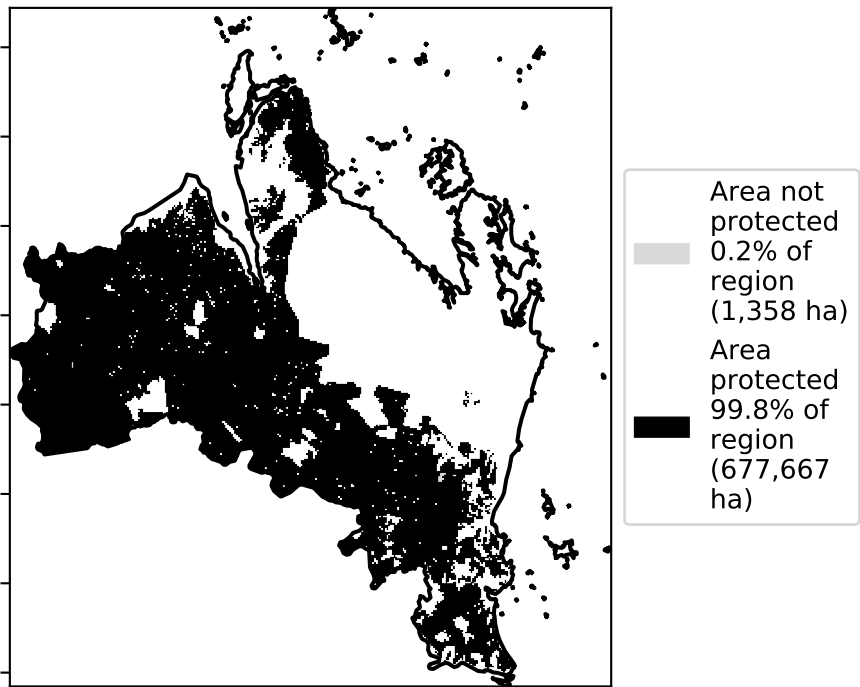 Area not
protected
0.2% of
region
(1,358 ha)
Area
protected
99.8% of
region
(677,667
ha)